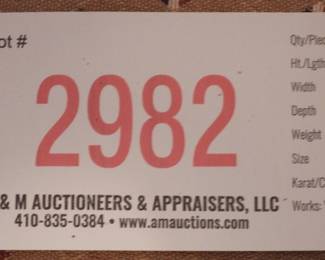 ot #
2982
& M AUCTIONEERS & APPRAISERS, LLC
410-835-0384 • www.amauctions.com
Qty/Piec
Ht./Lgth
Width
Depth
Weight
Size
Karat/C
Works: